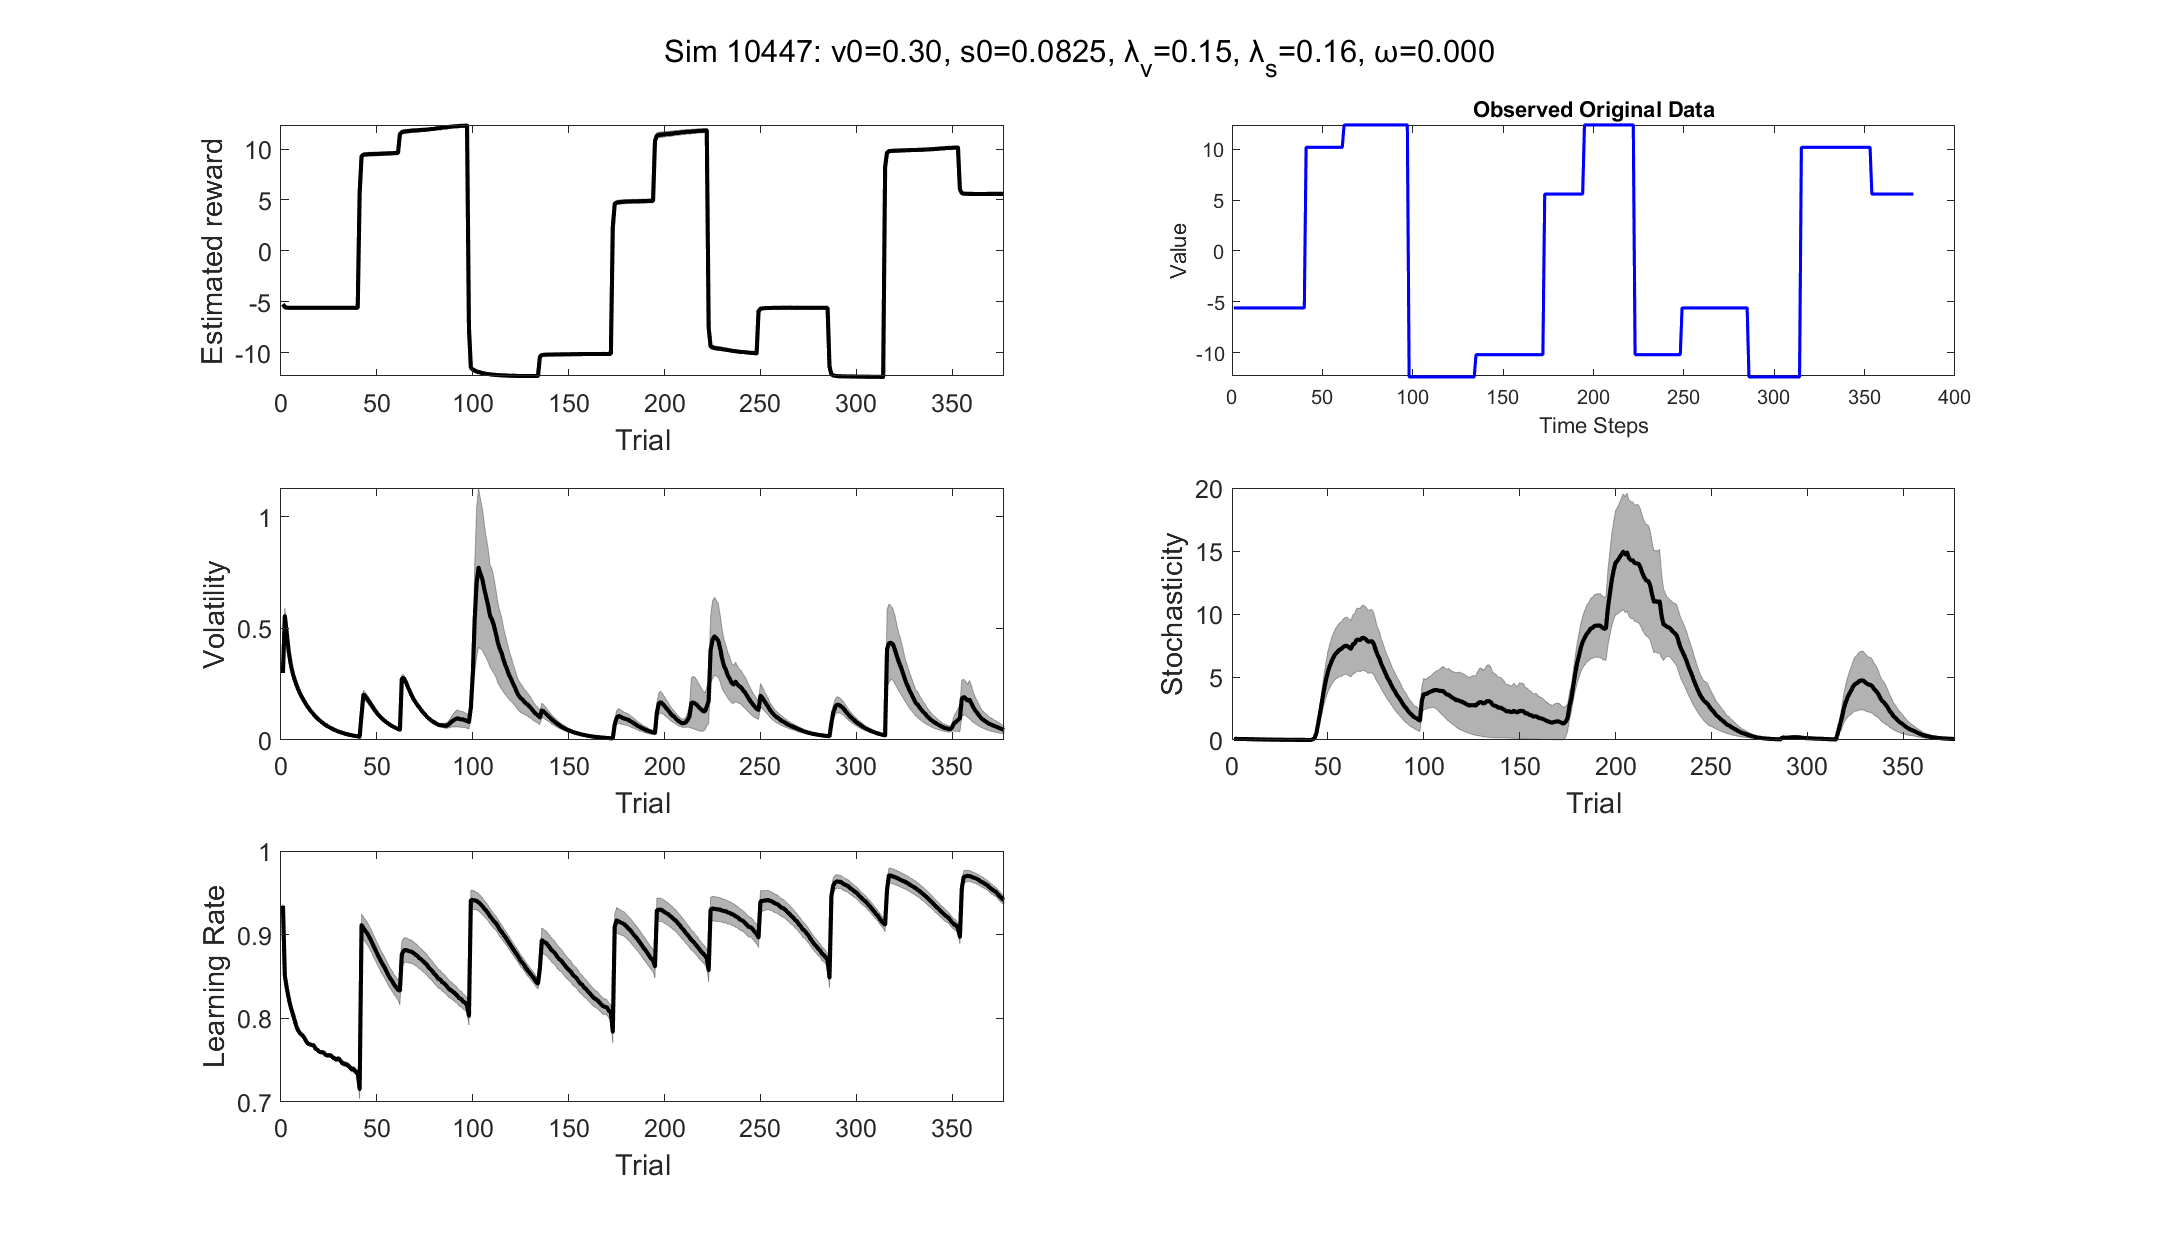 Sim 10447: v0=0.30, s0=0.0825, λv=0.15, λs=0.16, ω=0.000
Estimated reward
10
5
0
-5
-10
0 50 100 150 200 250 300 350
Trial
Observed Original Data
Value
10
5
0
-5
-10
0 50 100 150 200 250 300 350 400
Time Steps
Volatility
1
0.5
0
0 50 100 150 200 250 300 350
Trial
Stochasticity
20
15
10
5
0
0 50 100 150 200 250 300 350
Trial
Learning Rate
1
0.9
0.8
0.7
0 50 100 150 200 250 300 350
Trial